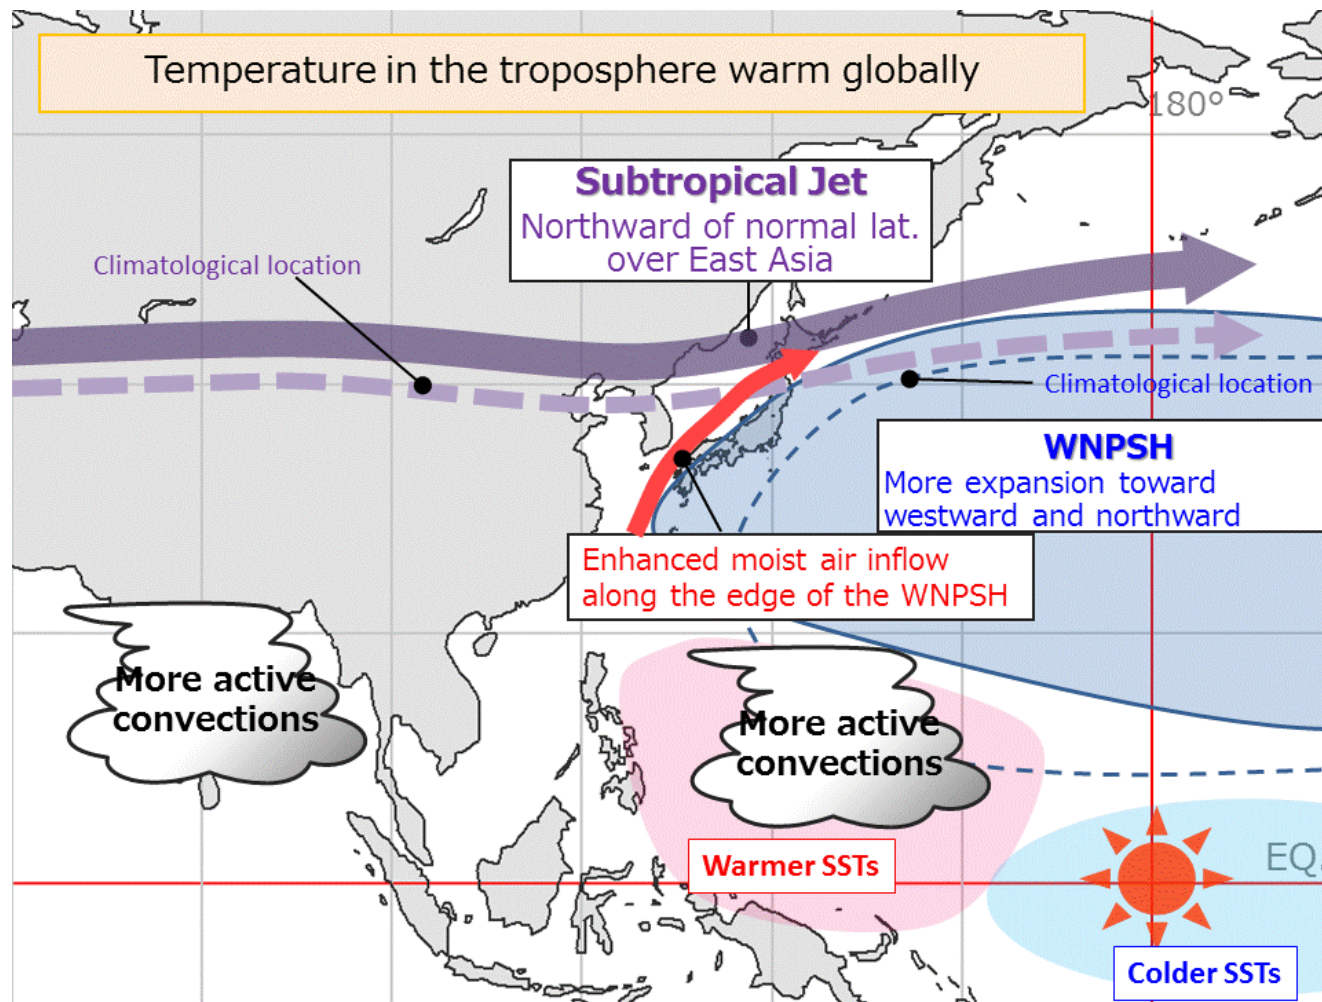 Temperature in the troposphere warm globally
180°
Subtropical Jet
Northward of normal lat.
over East Asia
Climatological location
Climatological location
WNPSH
More expansion toward
westward and northward
Enhanced moist air inflow
along the edge of the WNPSH
More active
convections
More active
convections
Warmer SSTs
EQ.
Colder SSTs